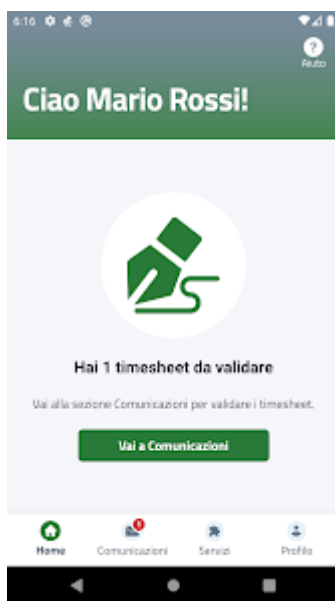 6:16
?
Aiuto
Ciao Mario Rossi!
Hai 1 timesheet da validare
Vai alla sezione Comunicazioni per validare i timesheet.
Vai a Comunicazioni
Home
Comunicazioni
Servizi
Profilo